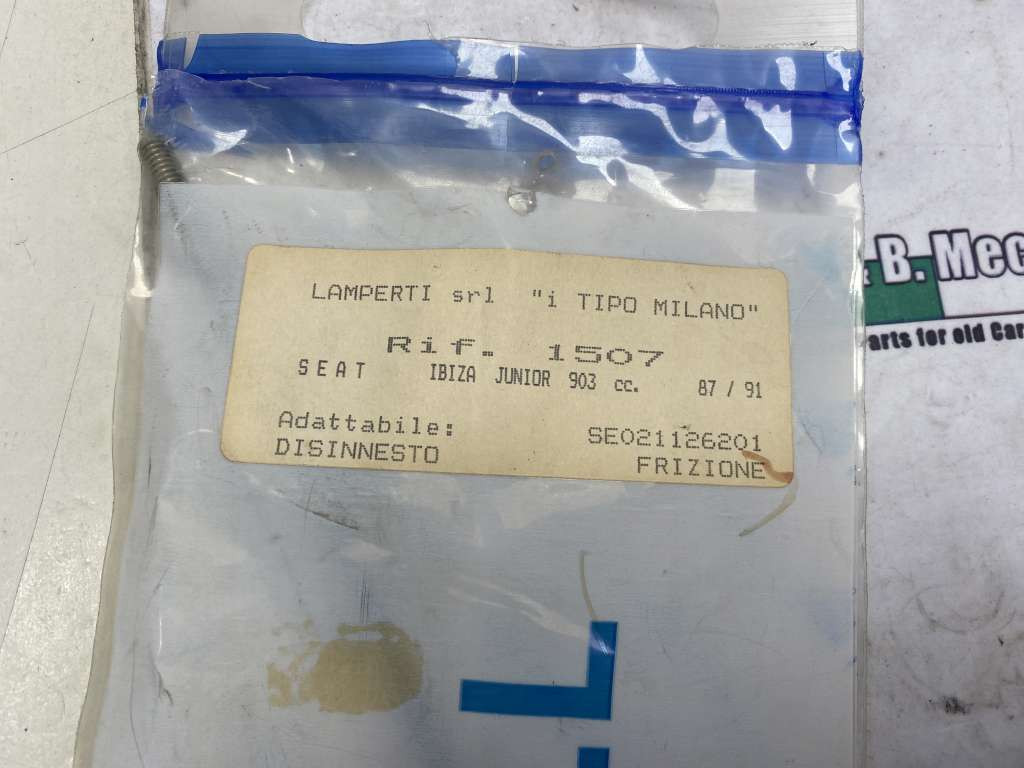 LAMPERTI srl "i TIPO MILANO"
Rif. 1507
SEAT IBIZA JUNIOR 903 cc. 87 / 91
Adattabile: SE021126201
DISINNESTO FRIZIONE
B. Mec
arts for old Car